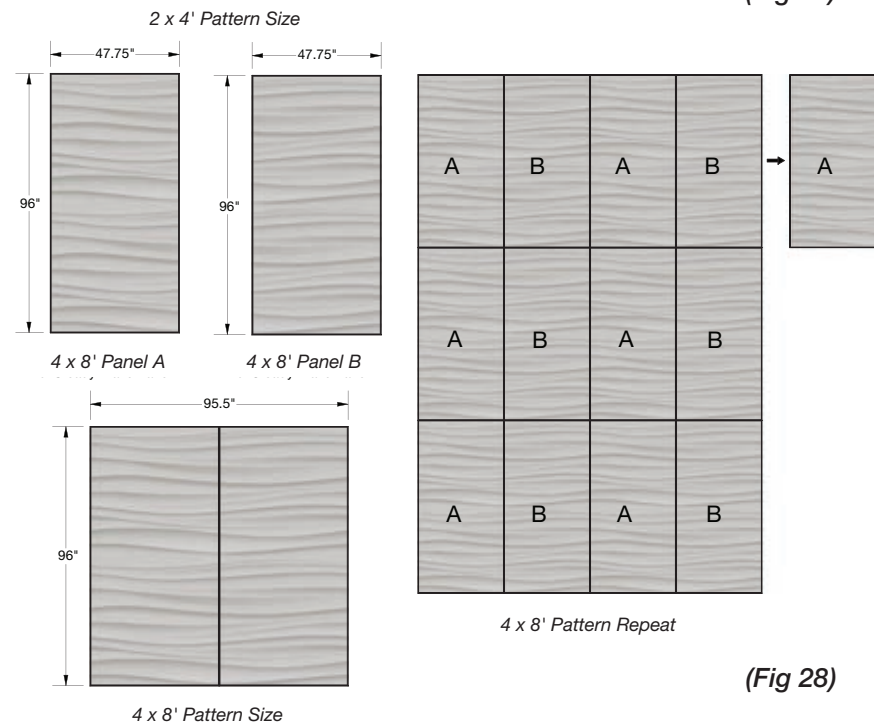 2 x 4' Pattern Size
47.75"
47.75"
96"
96"
4 x 8' Panel A
4 x 8' Panel B
95.5"
96"
4 x 8' Pattern Size
A B A B A
A B A B
A B A B
4 x 8' Pattern Repeat
(Fig 28)